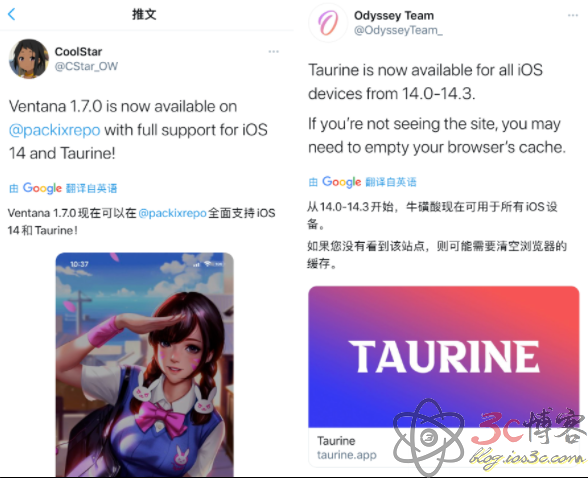 推文
CoolStar
@CStar_OW
Ventana 1.7.0 is now available on
@packixrepo with full support for iOS
14 and Taurine!
由 Google 翻译自英语
Ventana 1.7.0现在可以在@packixrepo全面支持iOS
14和Taurine！
10:37
Odyssey Team
@OdysseyTeam_
Taurine is now available for all iOS
devices from 14.0-14.3.
If you’re not seeing the site, you may
need to empty your browser’s cache.
由 Google 翻译自英语
从14.0-14.3开始，牛磺酸现在可用于所有iOS设
备。
如果您没有看到该站点，则可能需要清空浏览器的
缓存。
TAURINE
Taurine
taurine.app
3c博客
blog.ios3c.com